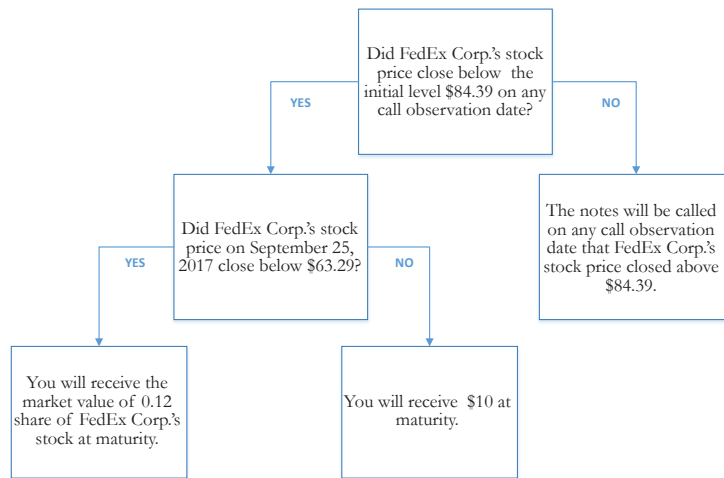 Did FedEx Corp.'s stock
price close below the
initial level $84.39 on any
call observation date?
YES
NO
Did FedEx Corp.'s stock
price on September 25,
2017 close below $63.29?
The notes will be called
on any call observation
date that FedEx Corp.'s
stock price closed above
$84.39.
YES
NO
You will receive the
market value of 0.12
share of FedEx Corp.'s
stock at maturity.
You will receive $10 at
maturity.